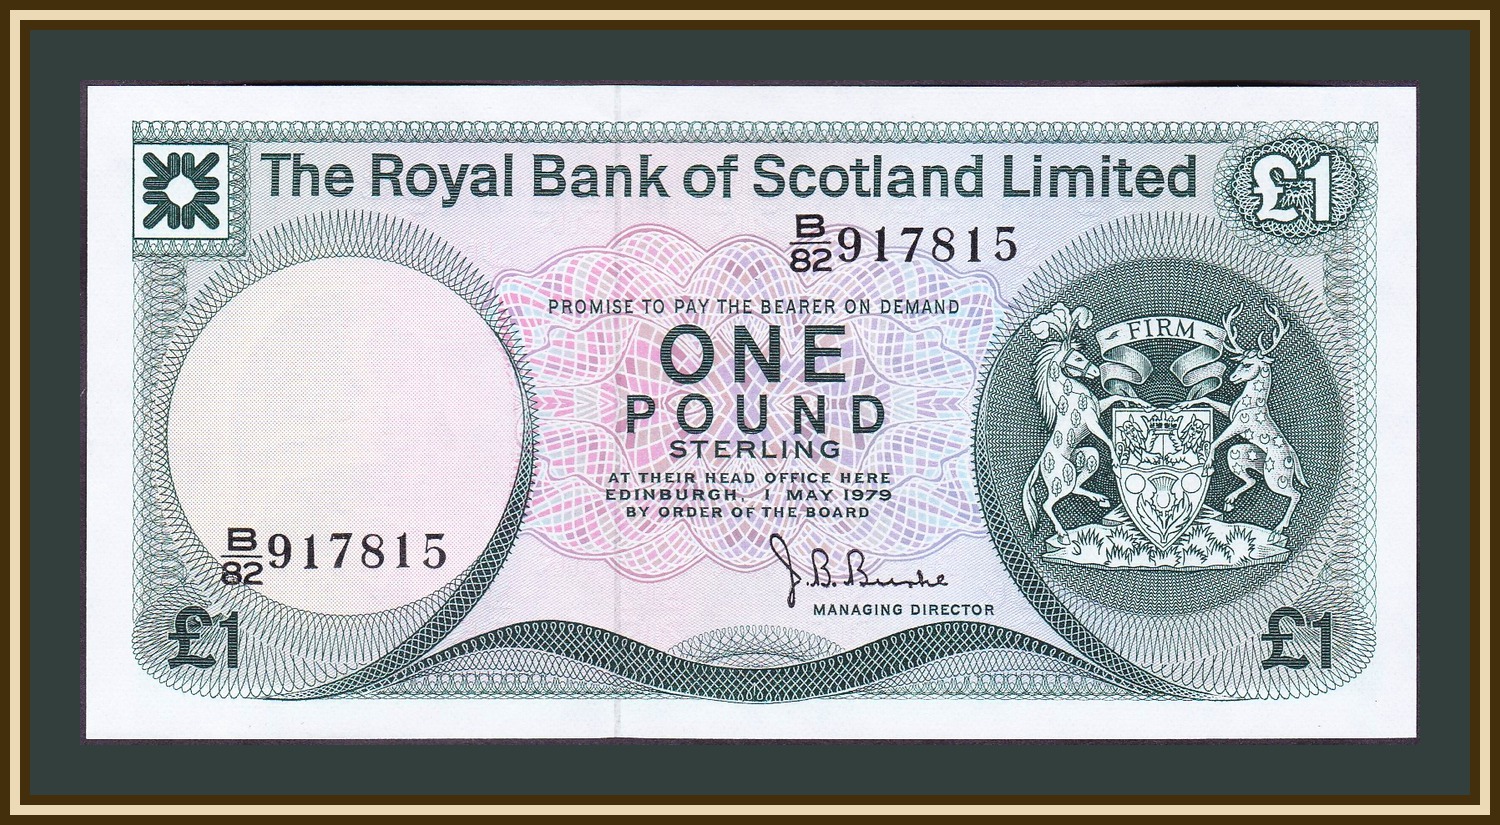 The Royal Bank of Scotland Limited
£1
B/82 917815
PROMISE TO PAY THE BEARER ON DEMAND
ONE
POUND
STERLING
AT THEIR HEAD OFFICE HERE
EDINBURGH, 1 MAY 1979
BY ORDER OF THE BOARD
FIRM
B/82 917815
J. B. Burke
MANAGING DIRECTOR
£1
£1